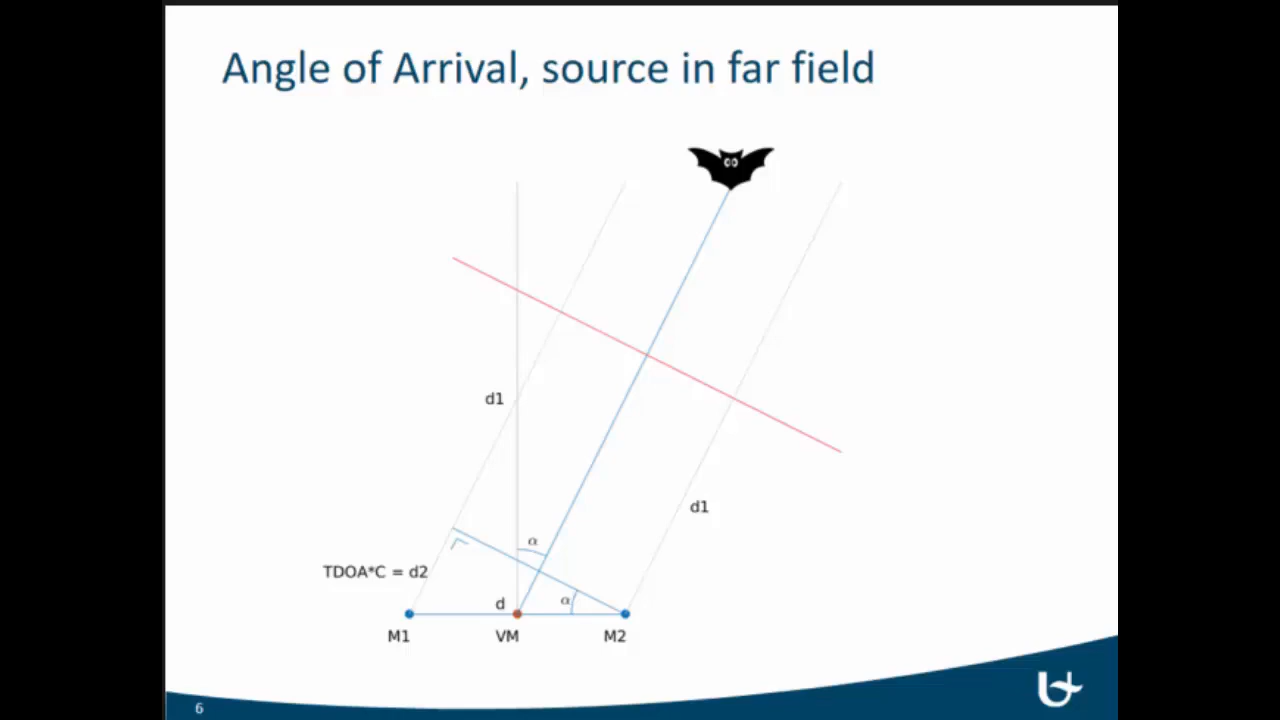 Angle of Arrival, source in far field
d1
d1
α
TDOA*C = d2
d
α
M1
VM
M2
6